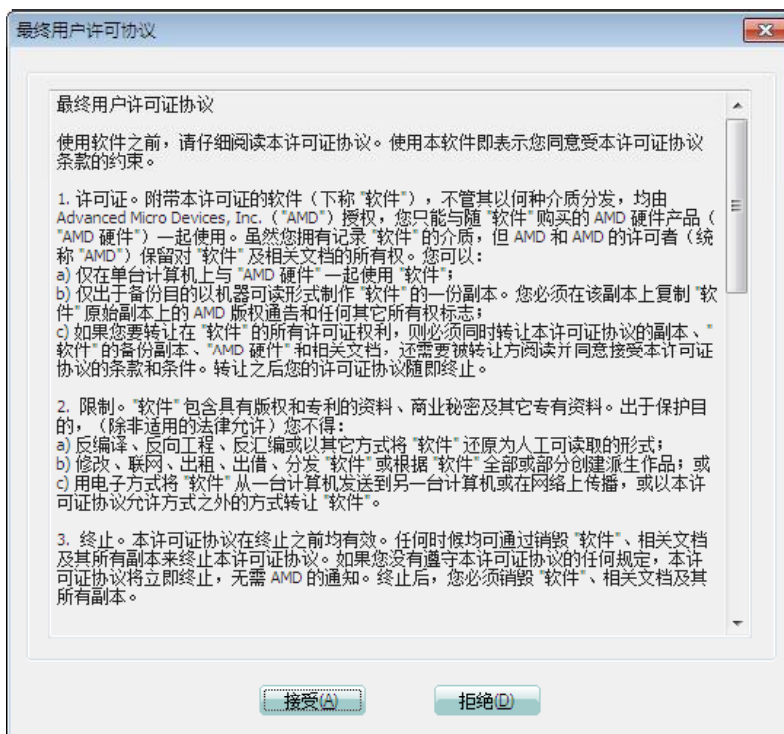 最终用户许可协议
最终用户许可证协议
使用软件之前，请仔细阅读本许可证协议。使用本软件即表示您同意受本许可证协议
条款的约束。
1. 许可证。附带本许可证的软件（下称 "软件"），不管其以何种介质分发，均由
Advanced Micro Devices, Inc.（"AMD"）授权，您只能与随 "软件" 购买的 AMD 硬件产品（
"AMD 硬件"）一起使用。虽然您拥有记录 "软件" 的介质，但 AMD 和 AMD 的许可者（统
称 "AMD"）保留对 "软件" 及相关文档的所有权。您可以：
a) 仅在单台计算机上与 "AMD 硬件" 一起使用 "软件"；
b) 仅出于备份目的以机器可读形式制作 "软件" 的一份副本。您必须在该副本上复制 "软
件" 原始副本上的 AMD 版权通告和任何其它所有权标志；
c) 如果您要转让在 "软件" 的所有许可证权利，则必须同时转让本许可证协议的副本、"
软件" 的备份副本、"AMD 硬件" 和相关文档，还需要被转让方阅读并同意接受本许可证
协议的条款和条件。转让之后您的许可证协议随即终止。
2. 限制。"软件" 包含具有版权和专利的资料、商业秘密及其它专有资料。出于保护目
的，（除非适用的法律允许）您不得：
a) 反编译、反向工程、反汇编或以其它方式将 "软件" 还原为人工可读取的形式；
b) 修改、联网、出租、出借、分发 "软件" 或根据 "软件" 全部或部分创建派生作品；或
c) 用电子方式将 "软件" 从一台计算机发送到另一台计算机或在网络上传播，或以本许
可证协议允许方式之外的方式转让 "软件"。
3. 终止。本许可证协议在终止之前均有效。任何时候均可通过销毁 "软件"、相关文档
及其所有副本来终止本许可证协议。如果您没有遵守本许可证协议的任何规定，本许
可证协议将立即终止，无需 AMD 的通知。终止后，您必须销毁 "软件"、相关文档及其
所有副本。
接受(A)
拒绝(D)